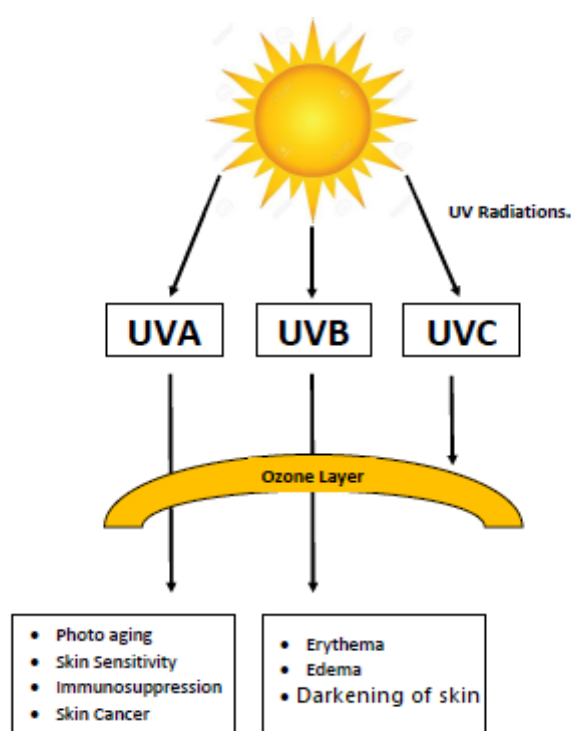 UV Radiations.
UVA
UVB
UVC
Ozone Layer
• Photo aging
• Skin Sensitivity
• Immunosuppression
• Skin Cancer
• Erythema
• Edema
• Darkening of skin